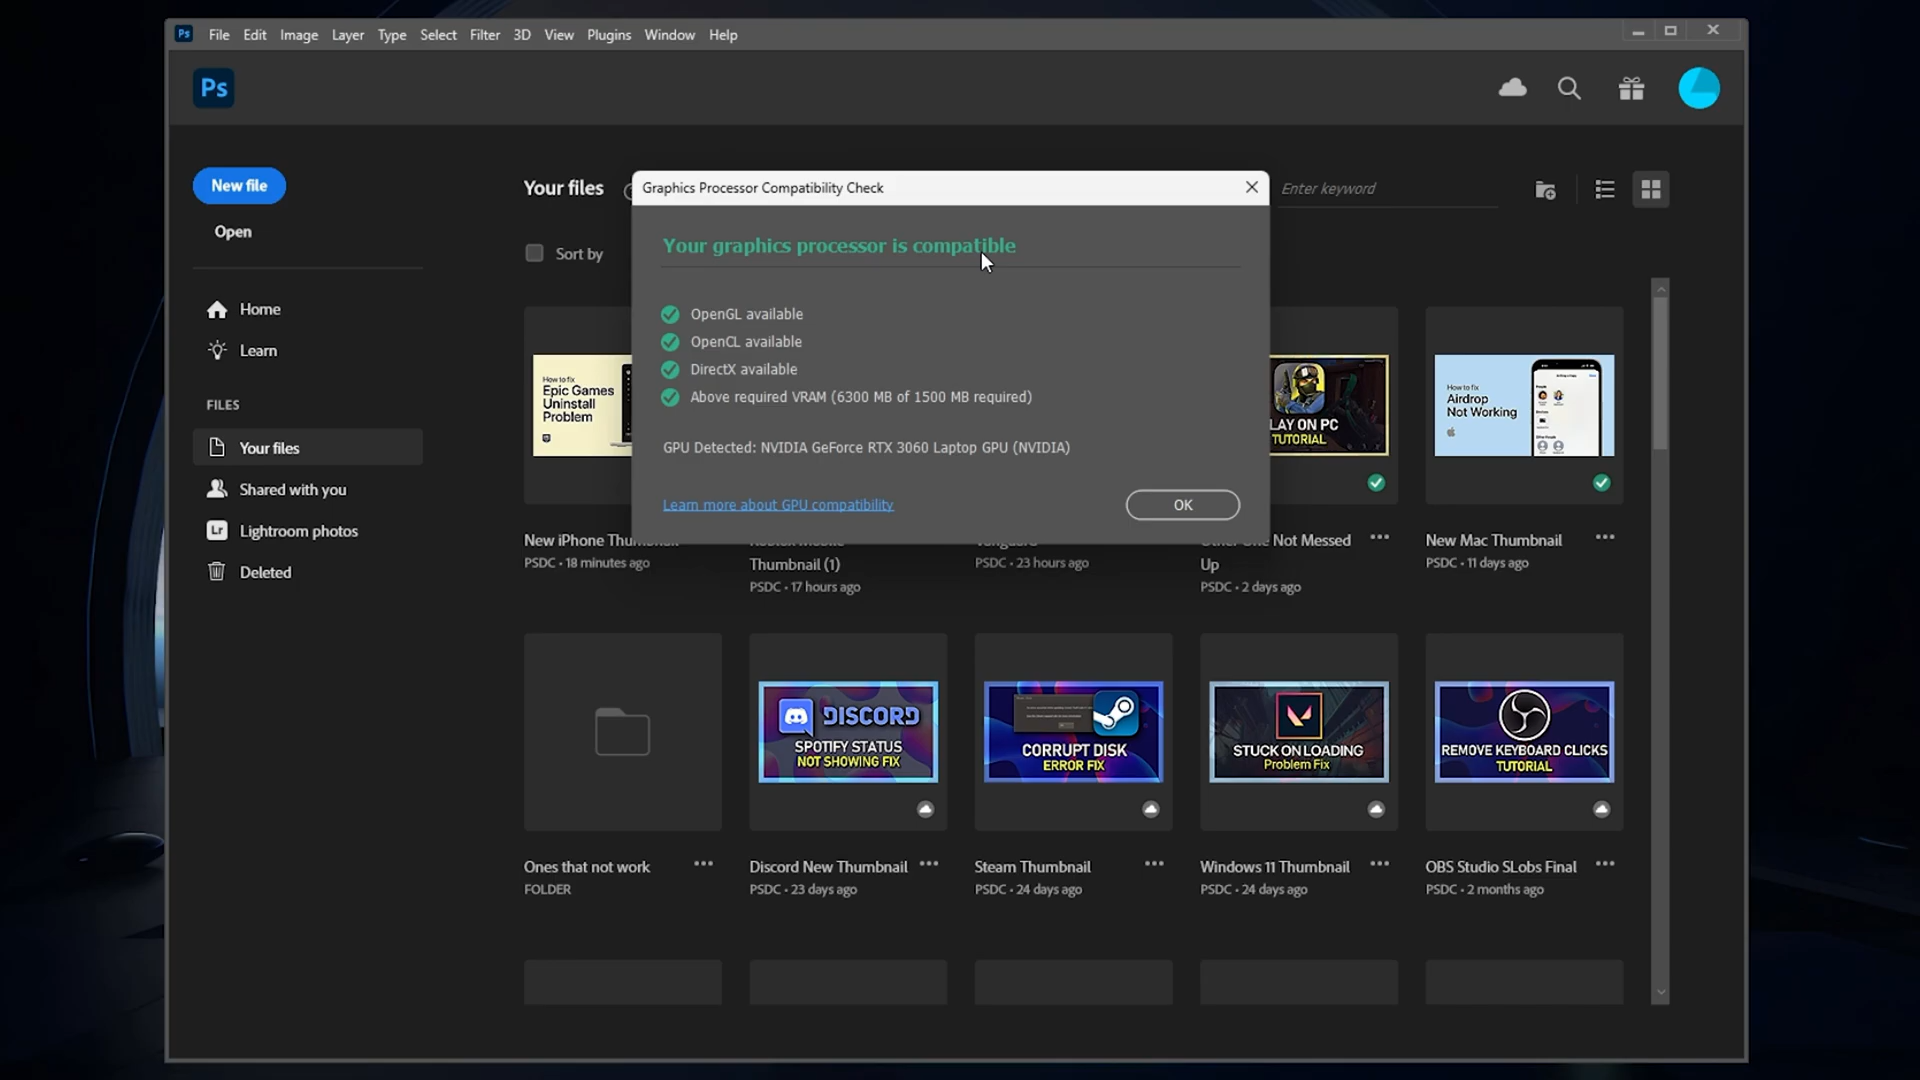 Ps File Edit Image Layer Type Select Filter 3D View Plugins Window Help
Ps
New file
Open
Home
Learn
FILES
Your files
Shared with you
Lr Lightroom photos
Deleted
Your files
Enter keyword
Sort by
Graphics Processor Compatibility Check
Your graphics processor is compatible
OpenGL available
OpenCL available
DirectX available
Above required VRAM (6300 MB of 1500 MB required)
GPU Detected: NVIDIA GeForce RTX 3060 Laptop GPU (NVIDIA)
Learn more about GPU compatibility
OK
How to fix
Epic Games
Uninstall
Problem
LAY ON PC
TUTORIAL
How to fix
Airdrop
Not Working
New iPhone
PSDC • 18 minutes ago
Thumbnail (1)
PSDC • 17 hours ago
PSDC • 23 hours ago
Not Messed
Up
PSDC • 2 days ago
New Mac Thumbnail
PSDC • 11 days ago
DISCORD
SPOTIFY STATUS
NOT SHOWING FIX
CORRUPT DISK
ERROR FIX
STUCK ON LOADING
Problem Fix
REMOVE KEYBOARD CLICKS
TUTORIAL
Ones that not work
FOLDER
Discord New Thumbnail
PSDC • 23 days ago
Steam Thumbnail
PSDC • 24 days ago
Windows 11 Thumbnail
PSDC • 24 days ago
OBS Studio SLobs Final
PSDC • 2 months ago